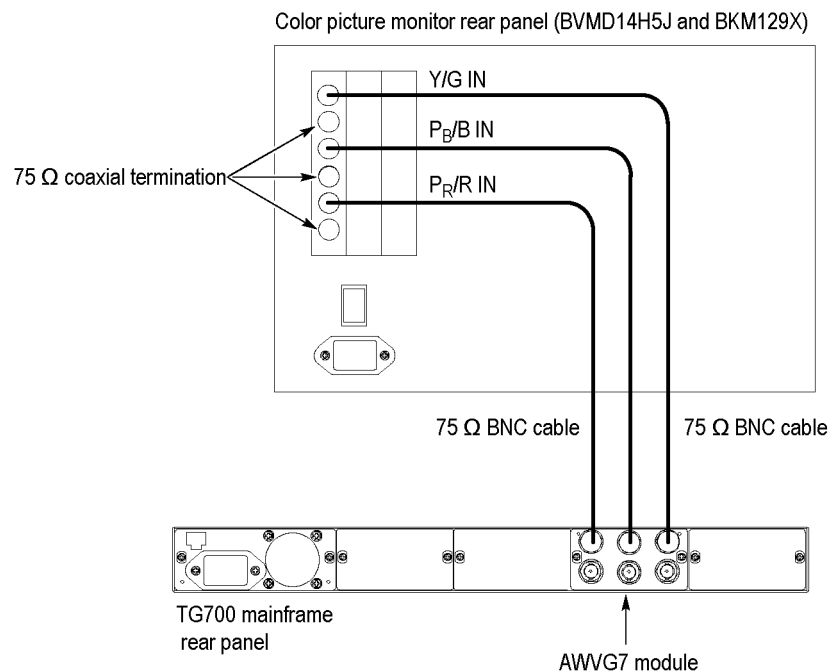 Color picture monitor rear panel (BVMD14H5J and BKM129X)
Y/G IN
PB/B IN
75 Ω coaxial termination
PR/R IN
75 Ω BNC cable
75 Ω BNC cable
TG700 mainframe
rear panel
AWVG7 module